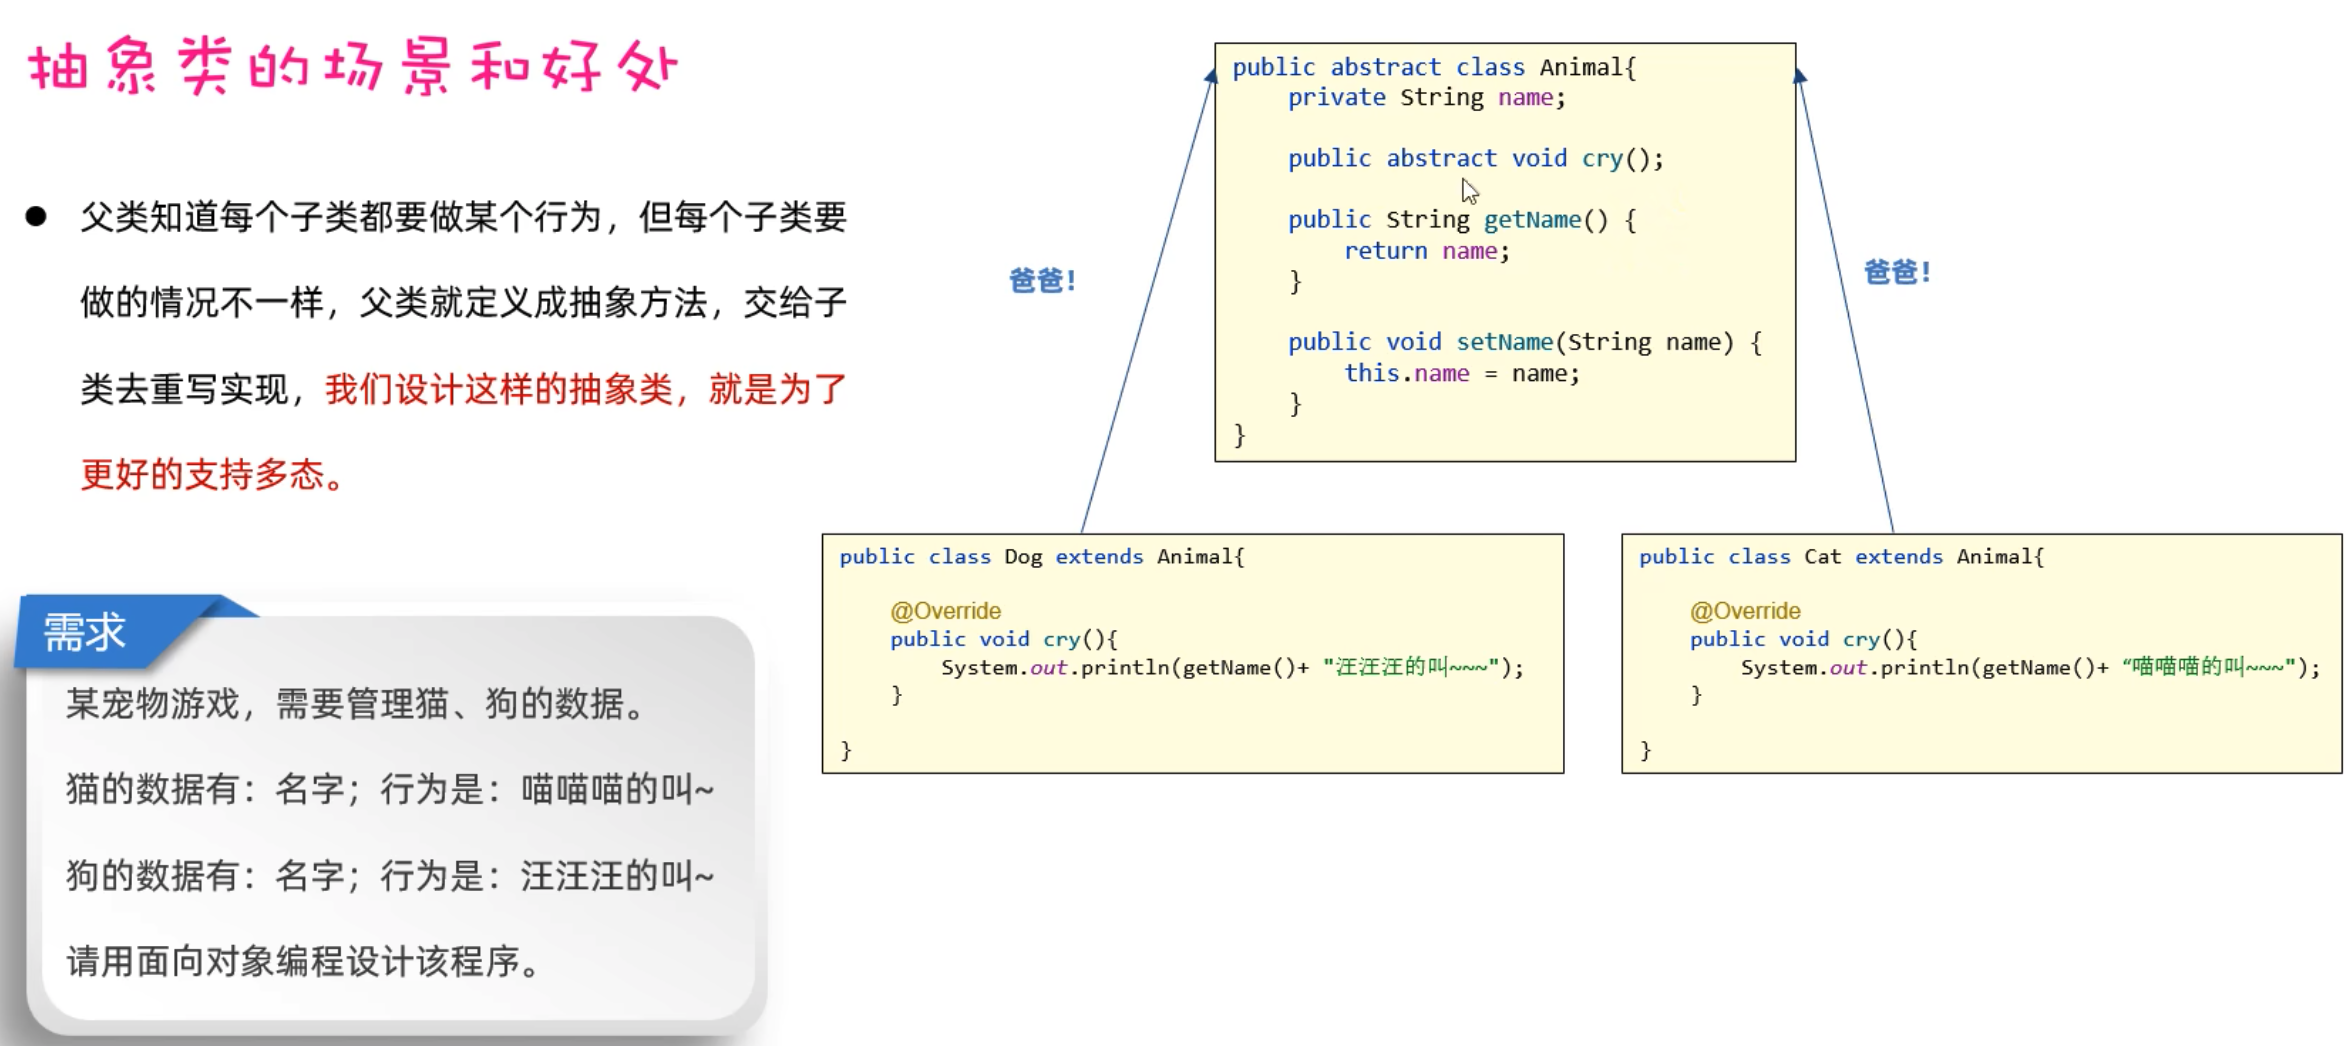 抽象类的场景和好处
● 父类知道每个子类都要做某个行为，但每个子类要
做的情况不一样，父类就定义成抽象方法，交给子
类去重写实现，我们设计这样的抽象类，就是为了
更好的支持多态。
需求
某宠物游戏，需要管理猫、狗的数据。
猫的数据有：名字；行为是：喵喵喵的叫~
狗的数据有：名字；行为是：汪汪汪的叫~
请用面向对象编程设计该程序。
public abstract class Animal{
    private String name;
    public abstract void cry();
    public String getName() {
        return name;
    }
    public void setName(String name) {
        this.name = name;
    }
}
爸爸！
爸爸！
public class Dog extends Animal{
    @Override
    public void cry(){
        System.out.println(getName()+ "汪汪汪的叫~~~");
    }
}
public class Cat extends Animal{
    @Override
    public void cry(){
        System.out.println(getName()+ “喵喵喵的叫~~~");
    }
}